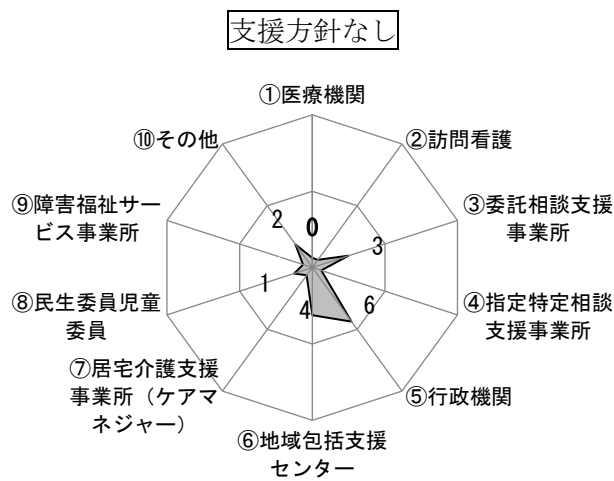 支援方針なし
①医療機関
②訪問看護
③委託相談支援
事業所
④指定特定相談
支援事業所
⑤行政機関
⑥地域包括支援
センター
⑦居宅介護支援
事業所（ケアマ
ネジャー）
⑧民生委員児童
委員
⑨障害福祉サー
ビス事業所
⑩その他
0
3
6
4
1
2